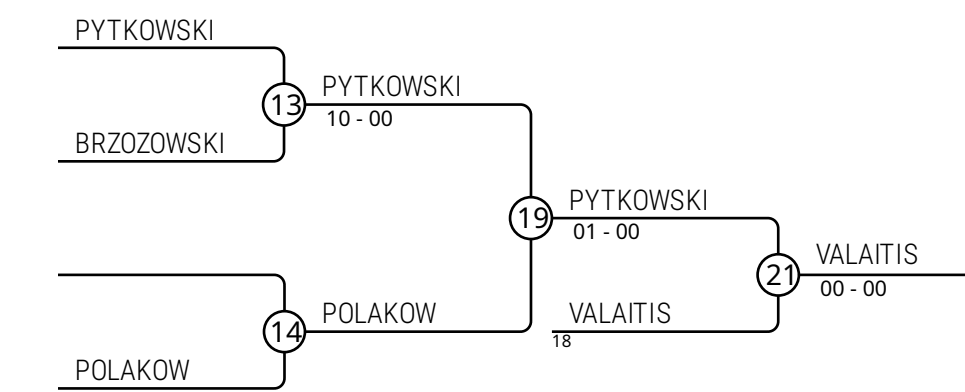 PYTKOWSKI
13
PYTKOWSKI
10 - 00
BRZOZOWSKI
19
PYTKOWSKI
01 - 00
21
VALAITIS
00 - 00
14
POLAKOW
VALAITIS
18
POLAKOW